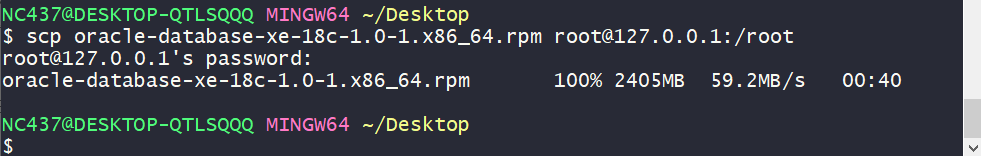 NC437@DESKTOP-QTLSQQQ MINGW64 ~/Desktop
$ scp oracle-database-xe-18c-1.0-1.x86_64.rpm root@127.0.0.1:/root
root@127.0.0.1's password:
oracle-database-xe-18c-1.0-1.x86_64.rpm 100% 2405MB 59.2MB/s 00:40
NC437@DESKTOP-QTLSQQQ MINGW64 ~/Desktop
$